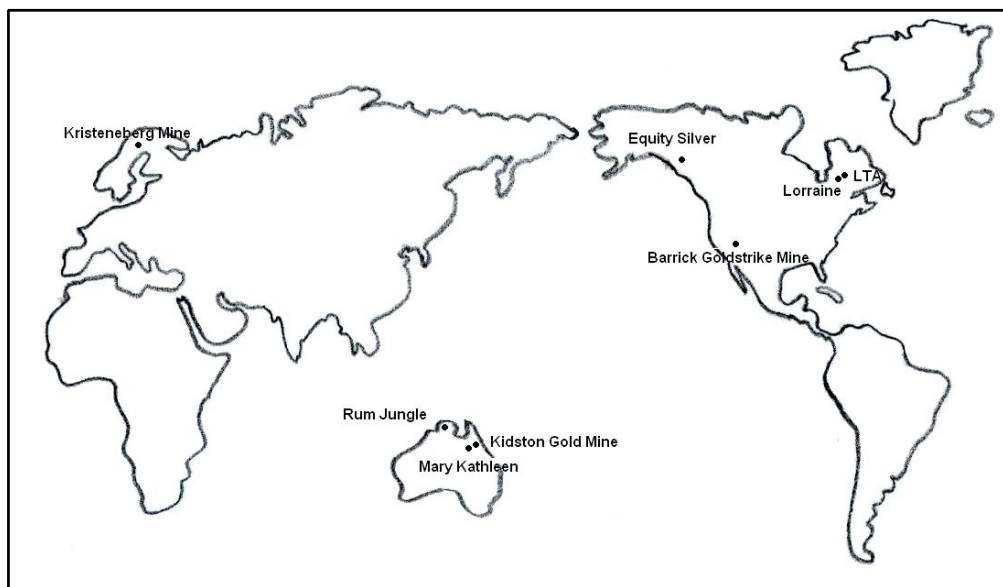 Kristeneberg Mine
Equity Silver
LTA
Lorraine
Barrick Goldstrike Mine
Rum Jungle
Kidston Gold Mine
Mary Kathleen